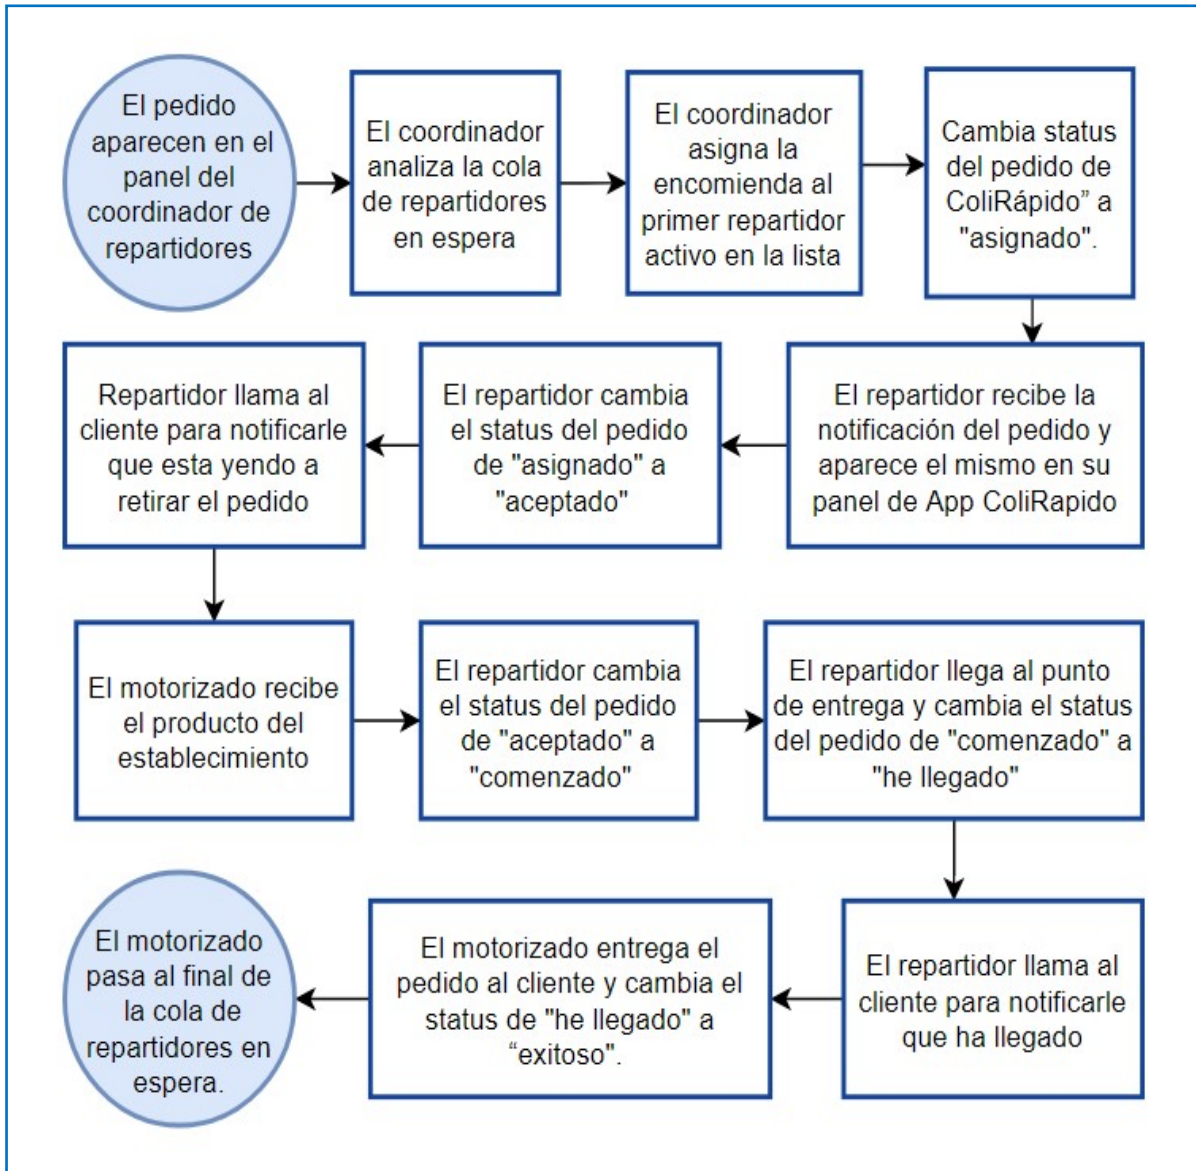 El pedido
aparecen en el
panel del
coordinador de
repartidores
El coordinador
analiza la cola
de repartidores
en espera
El coordinador
asigna la
encomienda al
primer repartidor
activo en la lista
Cambia status
del pedido de
ColiRápido” a
"asignado".
El repartidor recibe la
notificación del pedido y
aparece el mismo en su
panel de App ColiRapido
El repartidor cambia
el status del pedido
de "asignado" a
"aceptado"
Repartidor llama al
cliente para notificarle
que esta yendo a
retirar el pedido
El motorizado recibe
el producto del
establecimiento
El repartidor cambia
el status del pedido
de "aceptado" a
"comenzado"
El repartidor llega al punto
de entrega y cambia el status
del pedido de "comenzado" a
"he llegado"
El repartidor llama al
cliente para notificarle
que ha llegado
El motorizado entrega el
pedido al cliente y cambia el
status de "he llegado" a
“exitoso".
El motorizado
pasa al final de
la cola de
repartidores en
espera.